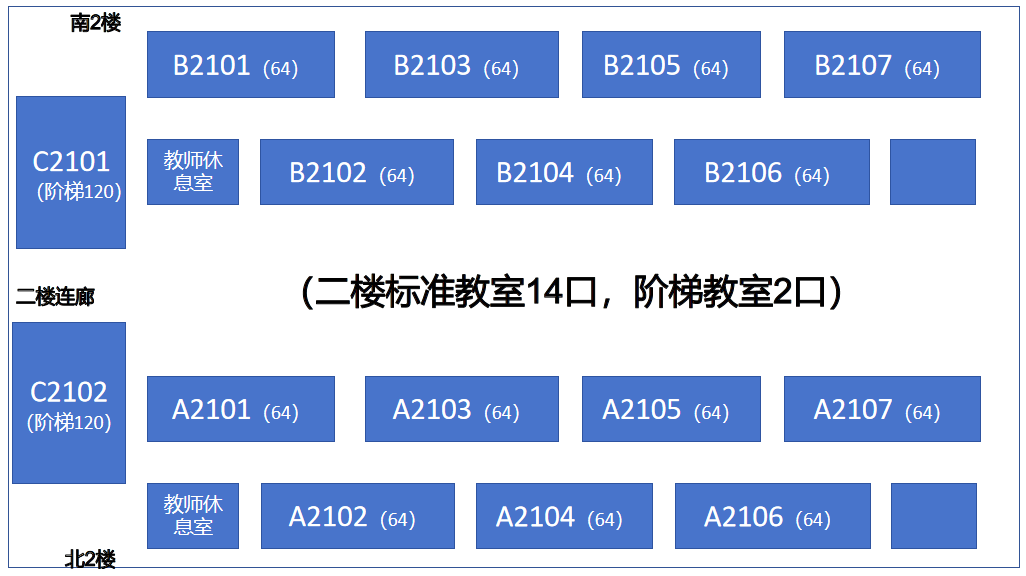 南2楼
B2101（64）
B2103（64）
B2105（64）
B2107（64）
C2101
（阶梯120）
教师休
息室
B2102（64）
B2104（64）
B2106（64）
二楼连廊
（二楼标准教室14口，阶梯教室2口）
C2102
（阶梯120）
A2101（64）
A2103（64）
A2105（64）
A2107（64）
教师休
息室
A2102（64）
A2104（64）
A2106（64）
北2楼